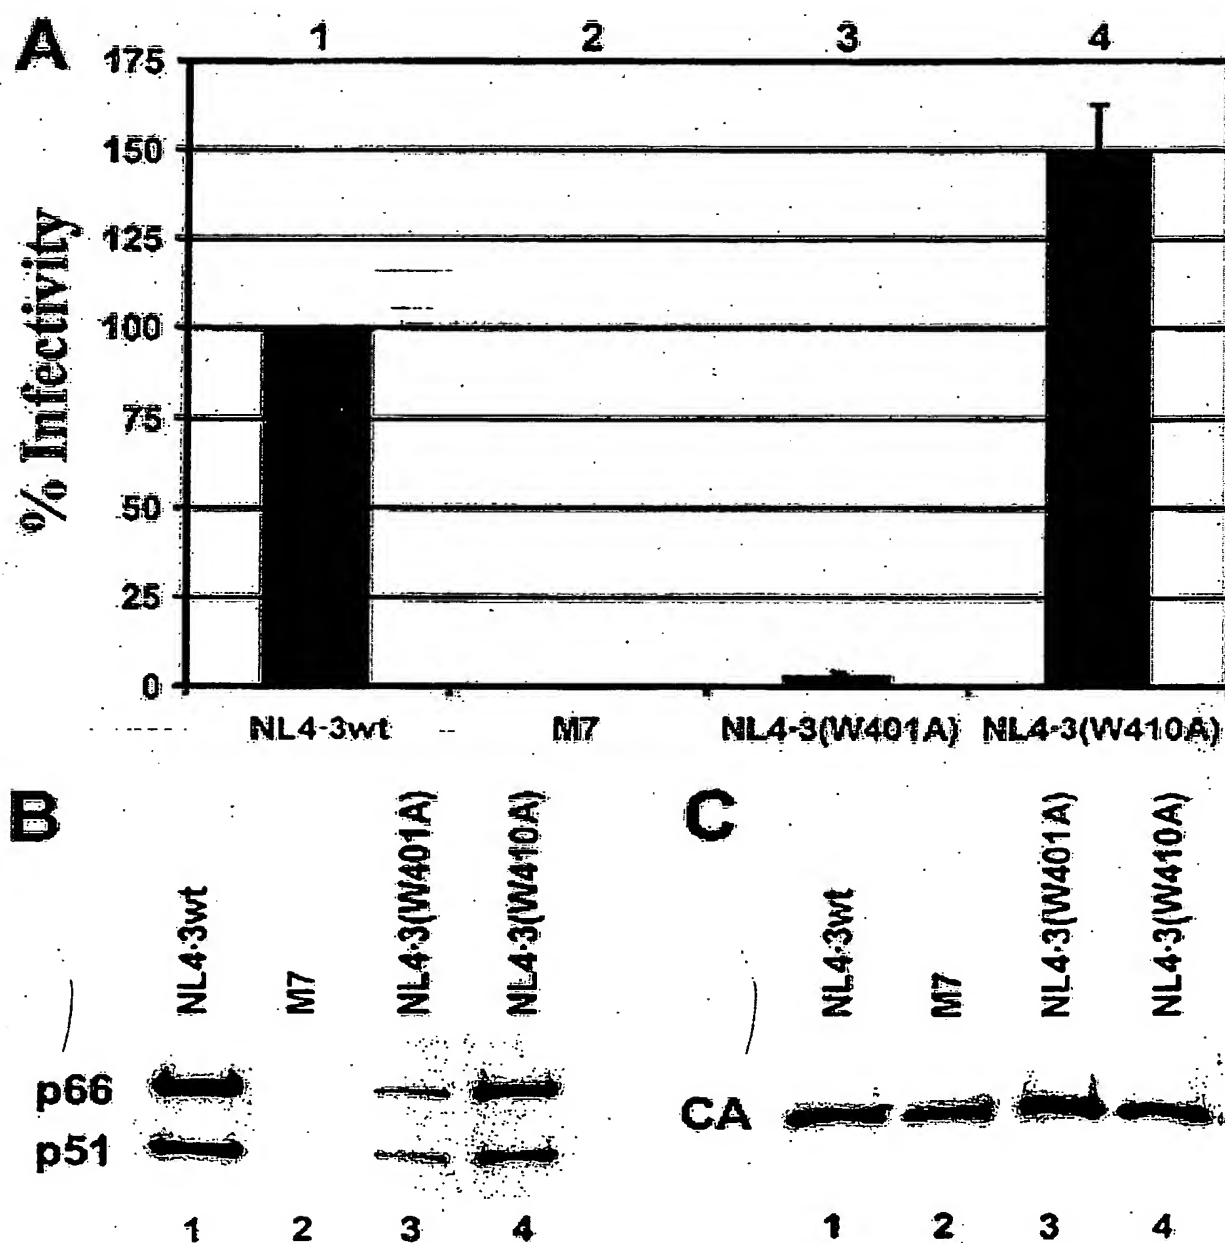 A
1 2 3 4
175
150
125
100
75
50
25
0
% Infectivity
NL4-3wt M7 NL4-3(W401A) NL4-3(W410A)
B
NL4-3wt
M7
NL4-3(W401A)
NL4-3(W410A)
p66
p51
1 2 3 4
C
NL4-3wt
M7
NL4-3(W401A)
NL4-3(W410A)
CA
1 2 3 4